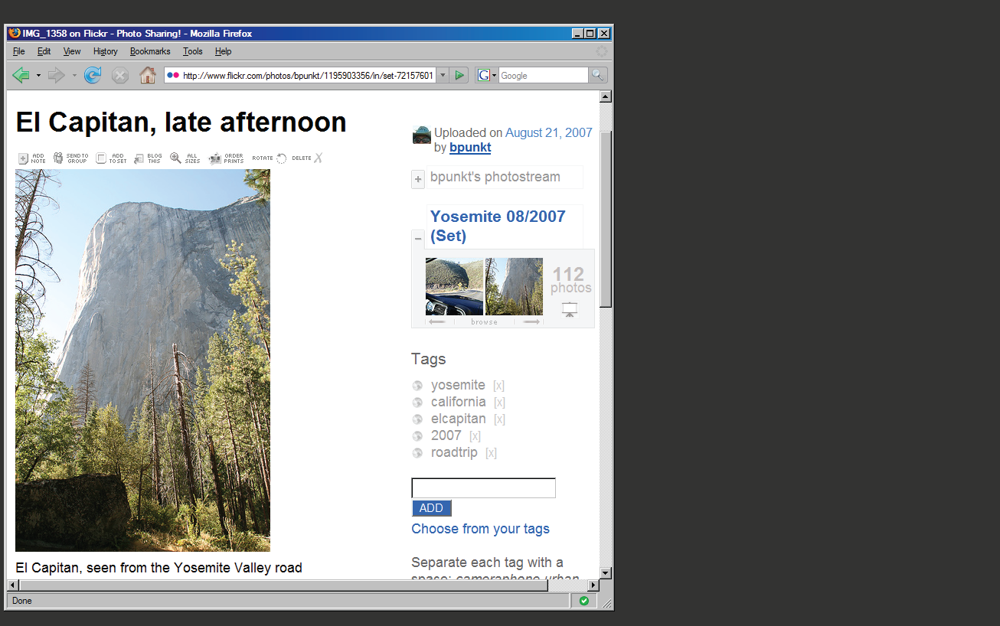 IMG_1358 on Flickr - Photo Sharing! - Mozilla Firefox
File Edit View History Bookmarks Tools Help
http://www.flickr.com/photos/bpunkt/1195903356/in/set-72157601
G Google
El Capitan, late afternoon
ADD NOTE
SEND TO GROUP
ADD TO SET
BLOG THIS
ALL SIZES
ORDER PRINTS
ROTATE
DELETE
El Capitan, seen from the Yosemite Valley road
Uploaded on August 21, 2007
by bpunkt
+ bpunkt's photostream
Yosemite 08/2007
(Set)
112
photos
browse
Tags
yosemite [x]
california [x]
elcapitan [x]
2007 [x]
roadtrip [x]
ADD
Choose from your tags
Separate each tag with a
space: cameraphone urban
Done